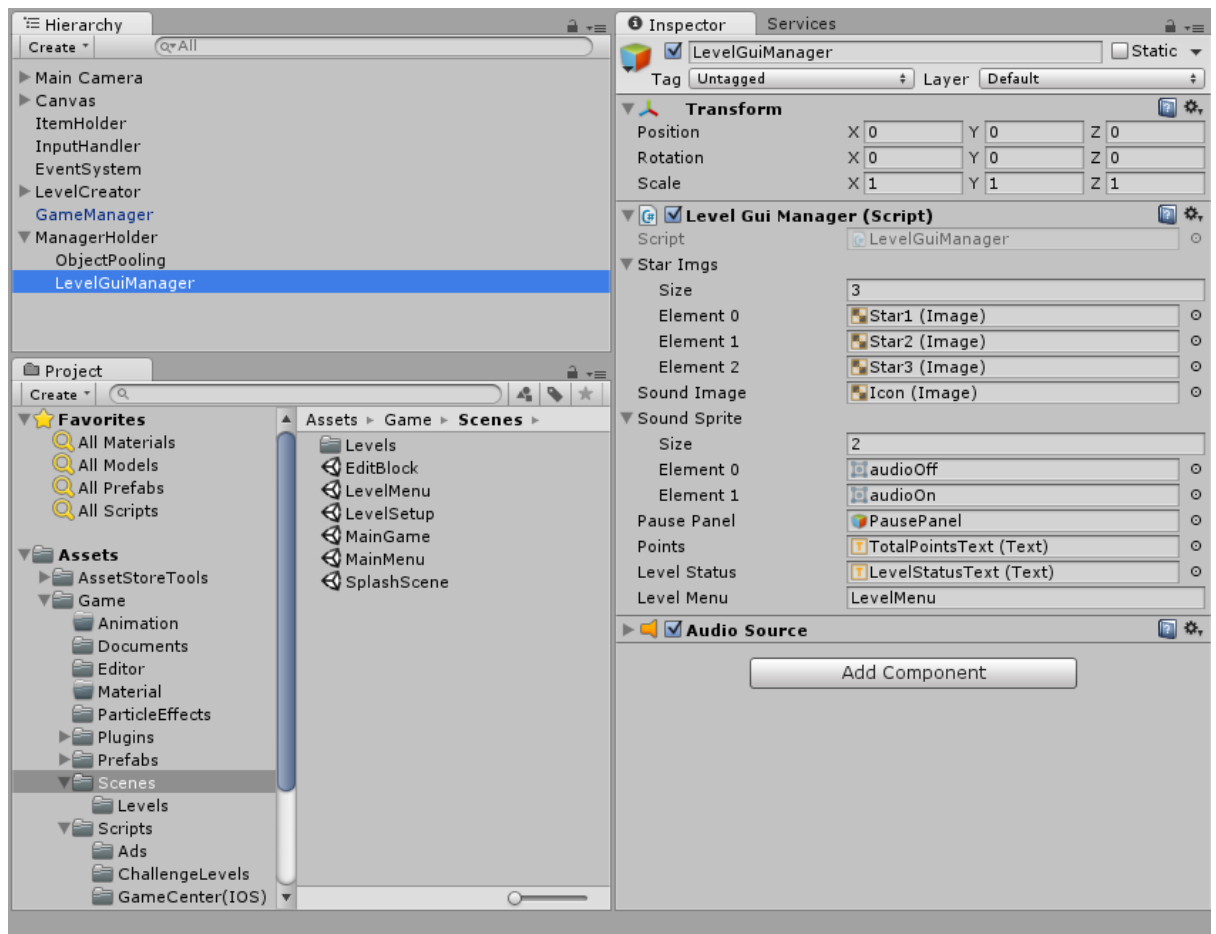 Hierarchy
Create
All
Main Camera
Canvas
ItemHolder
InputHandler
EventSystem
LevelCreator
GameManager
ManagerHolder
ObjectPooling
LevelGuiManager
Project
Create
Favorites
All Materials
All Models
All Prefabs
All Scripts
Assets
AssetStoreTools
Game
Animation
Documents
Editor
Material
ParticleEffects
Plugins
Prefabs
Scenes
Levels
Scripts
Ads
ChallengeLevels
GameCenter(IOS)
Assets Game Scenes
Levels
EditBlock
LevelMenu
LevelSetup
MainGame
MainMenu
SplashScene
Inspector Services
LevelGuiManager Static
Tag Untagged Layer Default
Transform
Position X 0 Y 0 Z 0
Rotation X 0 Y 0 Z 0
Scale X 1 Y 1 Z 1
Level Gui Manager (Script)
Script LevelGuiManager
Star Imgs
Size 3
Element 0 Star1 (Image)
Element 1 Star2 (Image)
Element 2 Star3 (Image)
Sound Image Icon (Image)
Sound Sprite
Size 2
Element 0 audioOff
Element 1 audioOn
Pause Panel PausePanel
Points TotalPointsText (Text)
Level Status LevelStatusText (Text)
Level Menu LevelMenu
Audio Source
Add Component